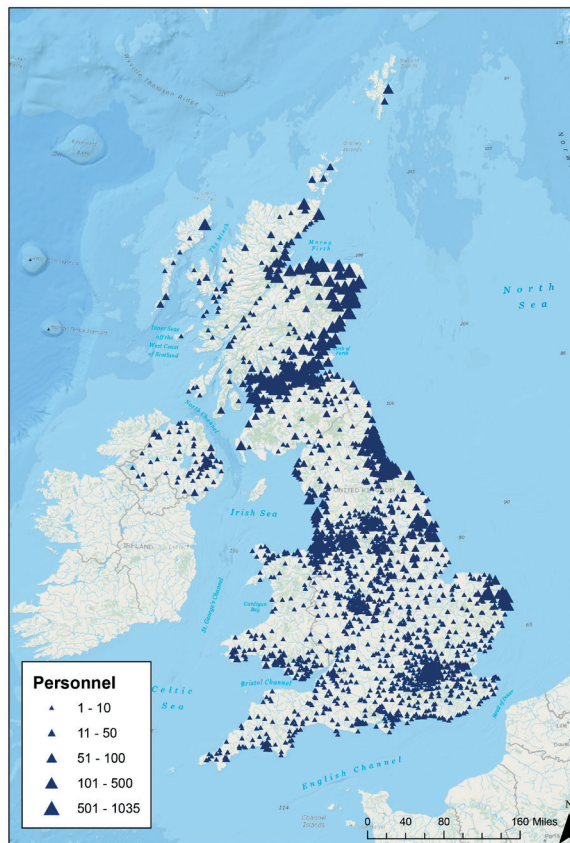 Moray
Firth
The Minch
North
Sea
Inner Seas
off the
West Coast
of Scotland
North Channel
UNITED KINGDOM
Irish Sea
IRELAND
St. George's Channel
Cardigan
Bay
Bristol Channel
Celtic
Sea
English Channel
Channel
Islands
Personnel
1 - 10
11 - 50
51 - 100
101 - 500
501 - 1035
0 40 80 160 Miles
N